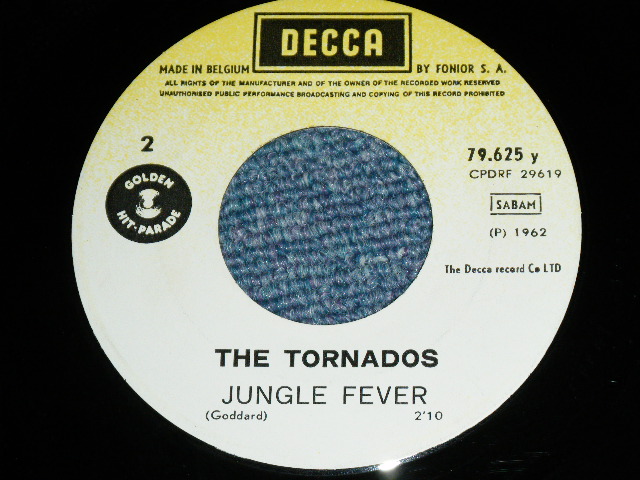 DECCA
MADE IN BELGIUM BY FONIOR S. A.
ALL RIGHTS OF THE MANUFACTURER AND OF THE OWNER OF THE RECORDED WORK RESERVED
UNAUTHORISED PUBLIC PERFORMANCE BROADCASTING AND COPYING OF THIS RECORD PROHIBITED
2
GOLDEN
HIT-PARADE
79.625 y
CPDRF 29619
SABAM
(P) 1962
The Decca record Co LTD
THE TORNADOS
JUNGLE FEVER
(Goddard) 2'10